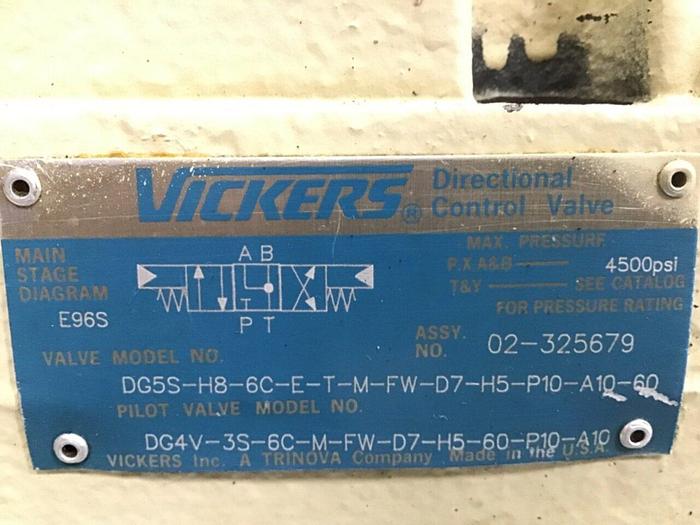 VICKERS® Directional
Control Valve
MAIN
STAGE
DIAGRAM
E96S
A B
T
P T
MAX. PRESSURE
P.X A&B 4500psi
T&Y SEE CATALOG
FOR PRESSURE RATING
ASSY.
NO. 02-325679
VALVE MODEL NO.
DG5S-H8-6C-E-T-M-FW-D7-H5-P10-A10-60
PILOT VALVE MODEL NO.
DG4V-3S-6C-M-FW-D7-H5-60-P10-A10
VICKERS Inc. A TRINOVA Company Made in the U.S.A.